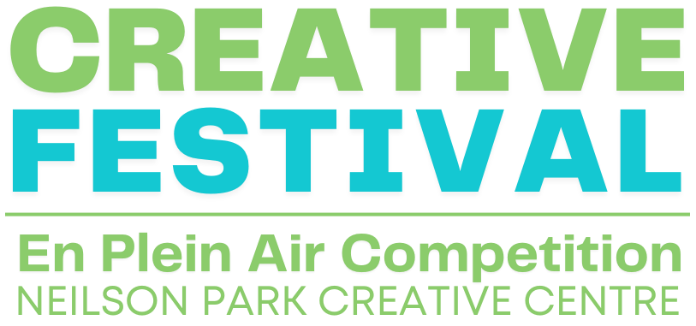 CREATIVE
FESTIVAL
En Plein Air Competition
NEILSON PARK CREATIVE CENTRE